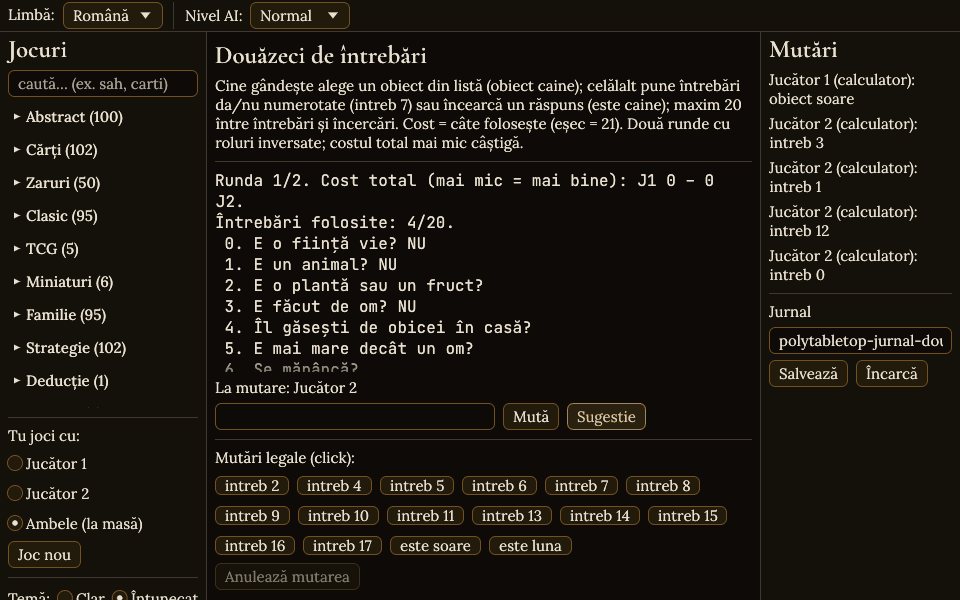 Limbă: Română ▼ Nivel AI: Normal ▼
Jocuri
caută... (ex. sah, carti)
▸ Abstract (100)
▸ Cărți (102)
▸ Zaruri (50)
▸ Clasic (95)
▸ TCG (5)
▸ Miniaturi (6)
▸ Familie (95)
▸ Strategie (102)
▸ Deducție (1)
Tu joci cu:
Jucător 1
Jucător 2
Ambele (la masă)
Joc nou
Temă: Clar Întunecat
Douăzeci de întrebări
Cine gândește alege un obiect din listă (obiect caine); celălalt pune întrebări
da/nu numerotate (intreb 7) sau încearcă un răspuns (este caine); maxim 20
între întrebări și încercări. Cost = câte folosește (eșec = 21). Două runde cu
roluri inversate; costul total mai mic câștigă.
Runda 1/2. Cost total (mai mic = mai bine): J1 0 – 0
J2.
Întrebări folosite: 4/20.
0. E o ființă vie? NU
1. E un animal? NU
2. E o plantă sau un fruct?
3. E făcut de om? NU
4. Îl găsești de obicei în casă?
5. E mai mare decât un om?
6. Se mănâncă?
La mutare: Jucător 2
Mută Sugestie
Mutări legale (click):
intreb 2 intreb 4 intreb 5 intreb 6 intreb 7 intreb 8
intreb 9 intreb 10 intreb 11 intreb 13 intreb 14 intreb 15
intreb 16 intreb 17 este soare este luna
Anulează mutarea
Mutări
Jucător 1 (calculator):
obiect soare
Jucător 2 (calculator):
intreb 3
Jucător 2 (calculator):
intreb 1
Jucător 2 (calculator):
intreb 12
Jucător 2 (calculator):
intreb 0
Jurnal
polytabletop-jurnal-dou
Salvează Încarcă